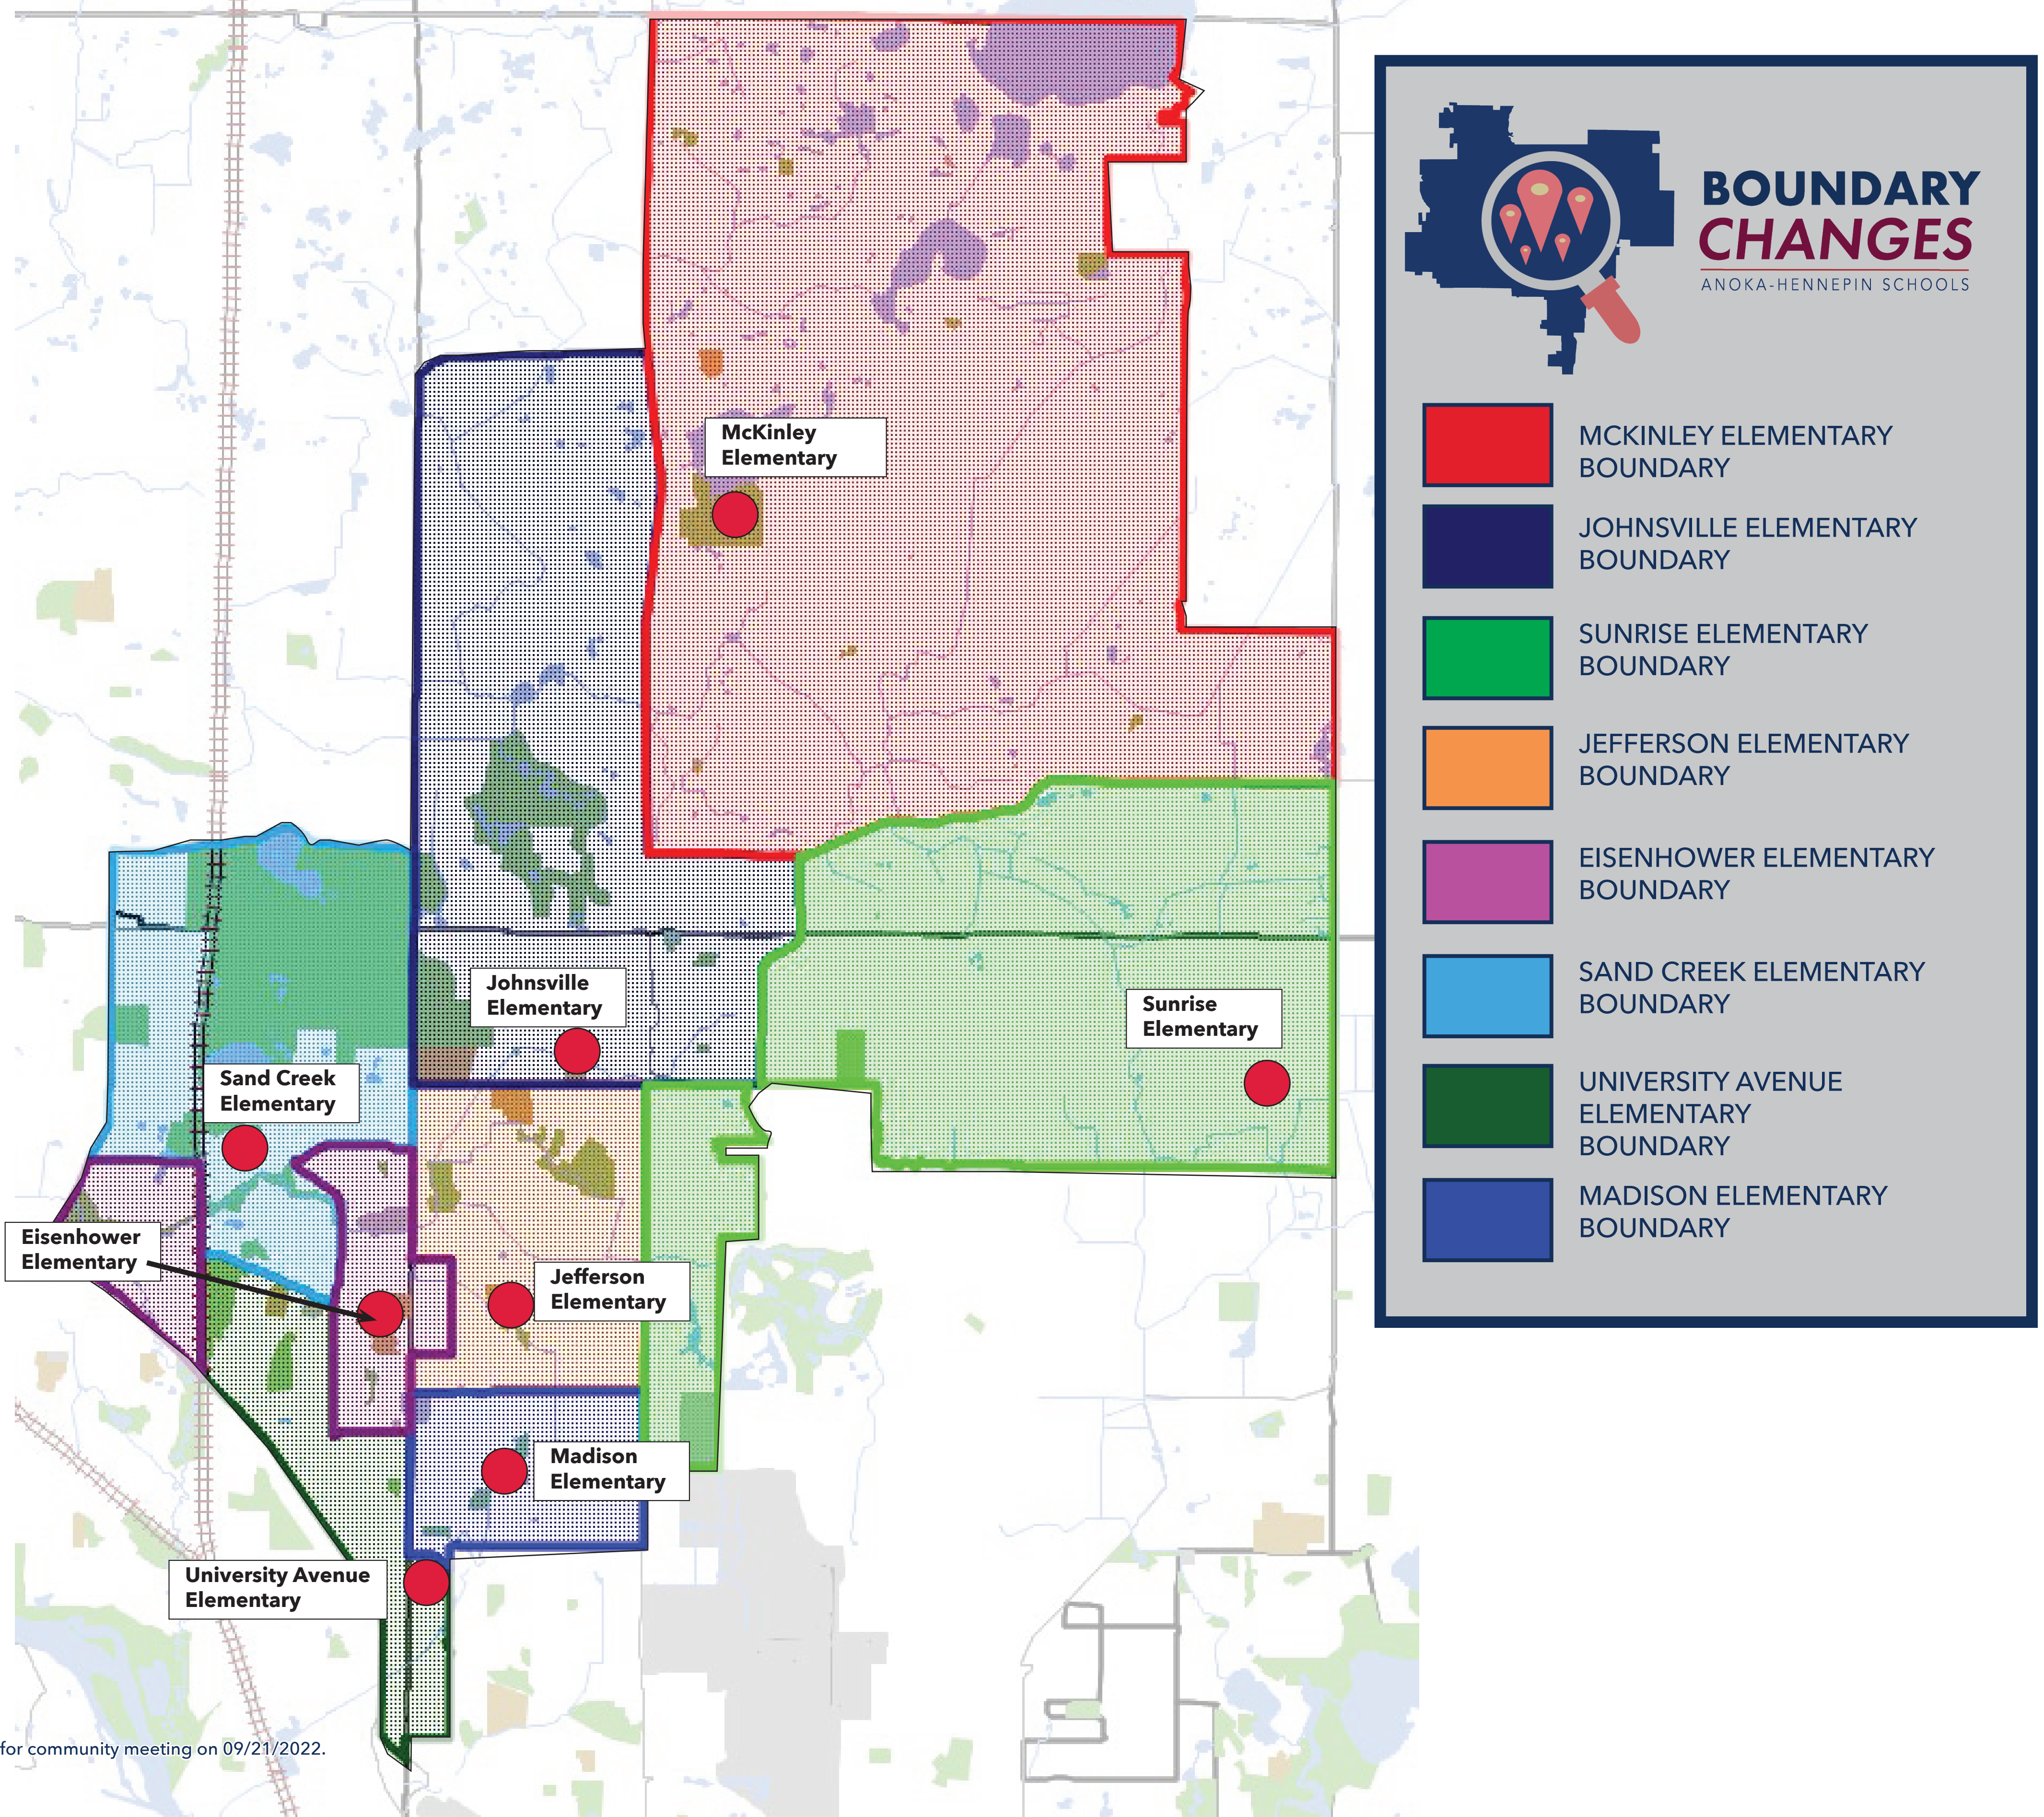 BOUNDARY
CHANGES
ANOKA-HENNEPIN SCHOOLS
MCKINLEY ELEMENTARY
BOUNDARY
JOHNSVILLE ELEMENTARY
BOUNDARY
SUNRISE ELEMENTARY
BOUNDARY
JEFFERSON ELEMENTARY
BOUNDARY
EISENHOWER ELEMENTARY
BOUNDARY
SAND CREEK ELEMENTARY
BOUNDARY
UNIVERSITY AVENUE
ELEMENTARY
BOUNDARY
MADISON ELEMENTARY
BOUNDARY
McKinley
Elementary
Johnsville
Elementary
Sunrise
Elementary
Sand Creek
Elementary
Eisenhower
Elementary
Jefferson
Elementary
Madison
Elementary
University Avenue
Elementary
for community meeting on 09/21/2022.